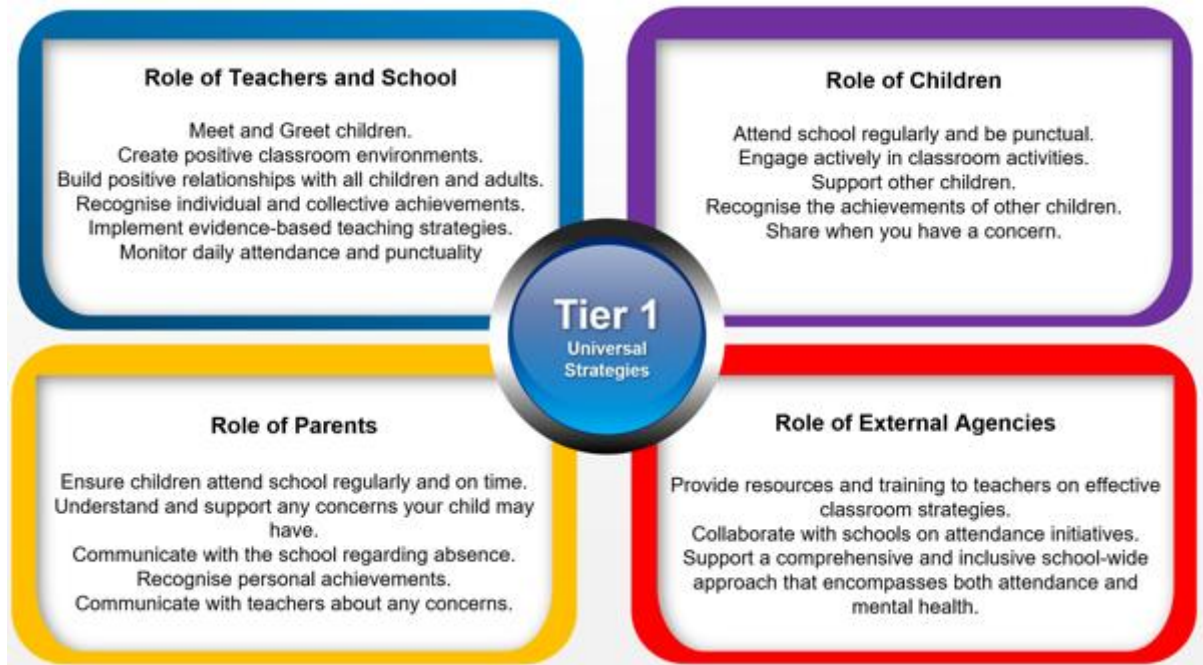 Role of Teachers and School
Meet and Greet children.
Create positive classroom environments.
Build positive relationships with all children and adults.
Recognise individual and collective achievements.
Implement evidence-based teaching strategies.
Monitor daily attendance and punctuality
Role of Children
Attend school regularly and be punctual.
Engage actively in classroom activities.
Support other children.
Recognise the achievements of other children.
Share when you have a concern.
Tier 1
Universal
Strategies
Role of Parents
Ensure children attend school regularly and on time.
Understand and support any concerns your child may
have.
Communicate with the school regarding absence.
Recognise personal achievements.
Communicate with teachers about any concerns.
Role of External Agencies
Provide resources and training to teachers on effective
classroom strategies.
Collaborate with schools on attendance initiatives.
Support a comprehensive and inclusive school-wide
approach that encompasses both attendance and
mental health.